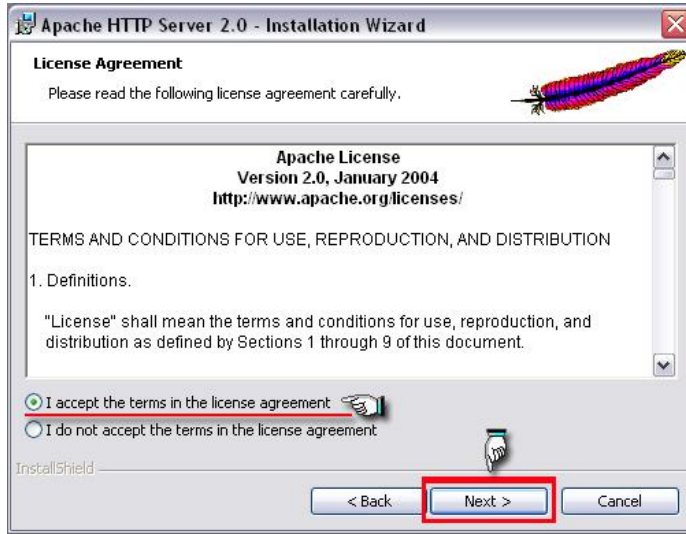 Apache HTTP Server 2.0 - Installation Wizard
License Agreement
Please read the following license agreement carefully.
Apache License
Version 2.0, January 2004
http://www.apache.org/licenses/
TERMS AND CONDITIONS FOR USE, REPRODUCTION, AND DISTRIBUTION
1. Definitions.
"License" shall mean the terms and conditions for use, reproduction, and
distribution as defined by Sections 1 through 9 of this document.
I accept the terms in the license agreement
I do not accept the terms in the license agreement
InstallShield
< Back
Next >
Cancel